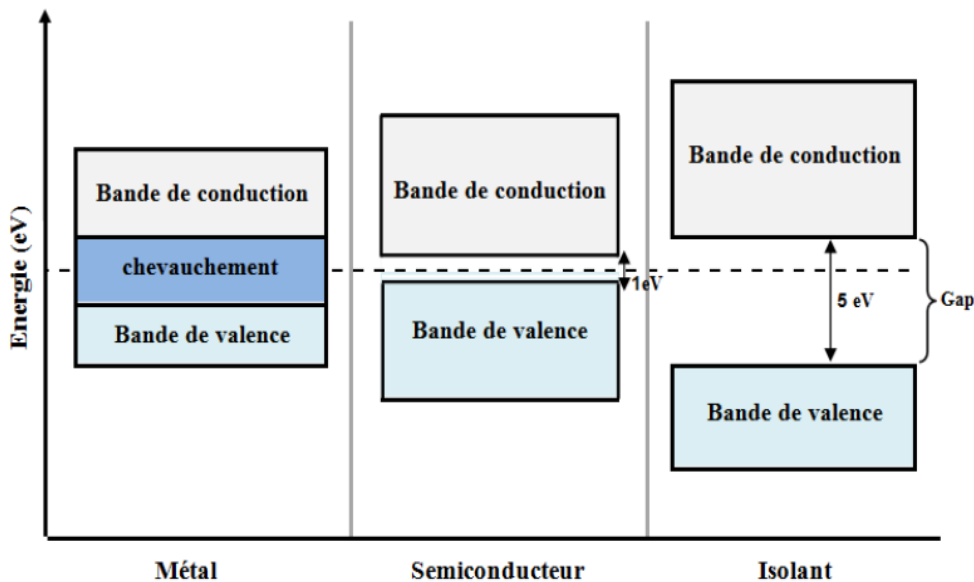 Energie (eV)
Bande de conduction
chevauchement
Bande de valence
Bande de conduction
1eV
Bande de valence
Bande de conduction
5 eV
Gap
Bande de valence
Métal
Semiconducteur
Isolant